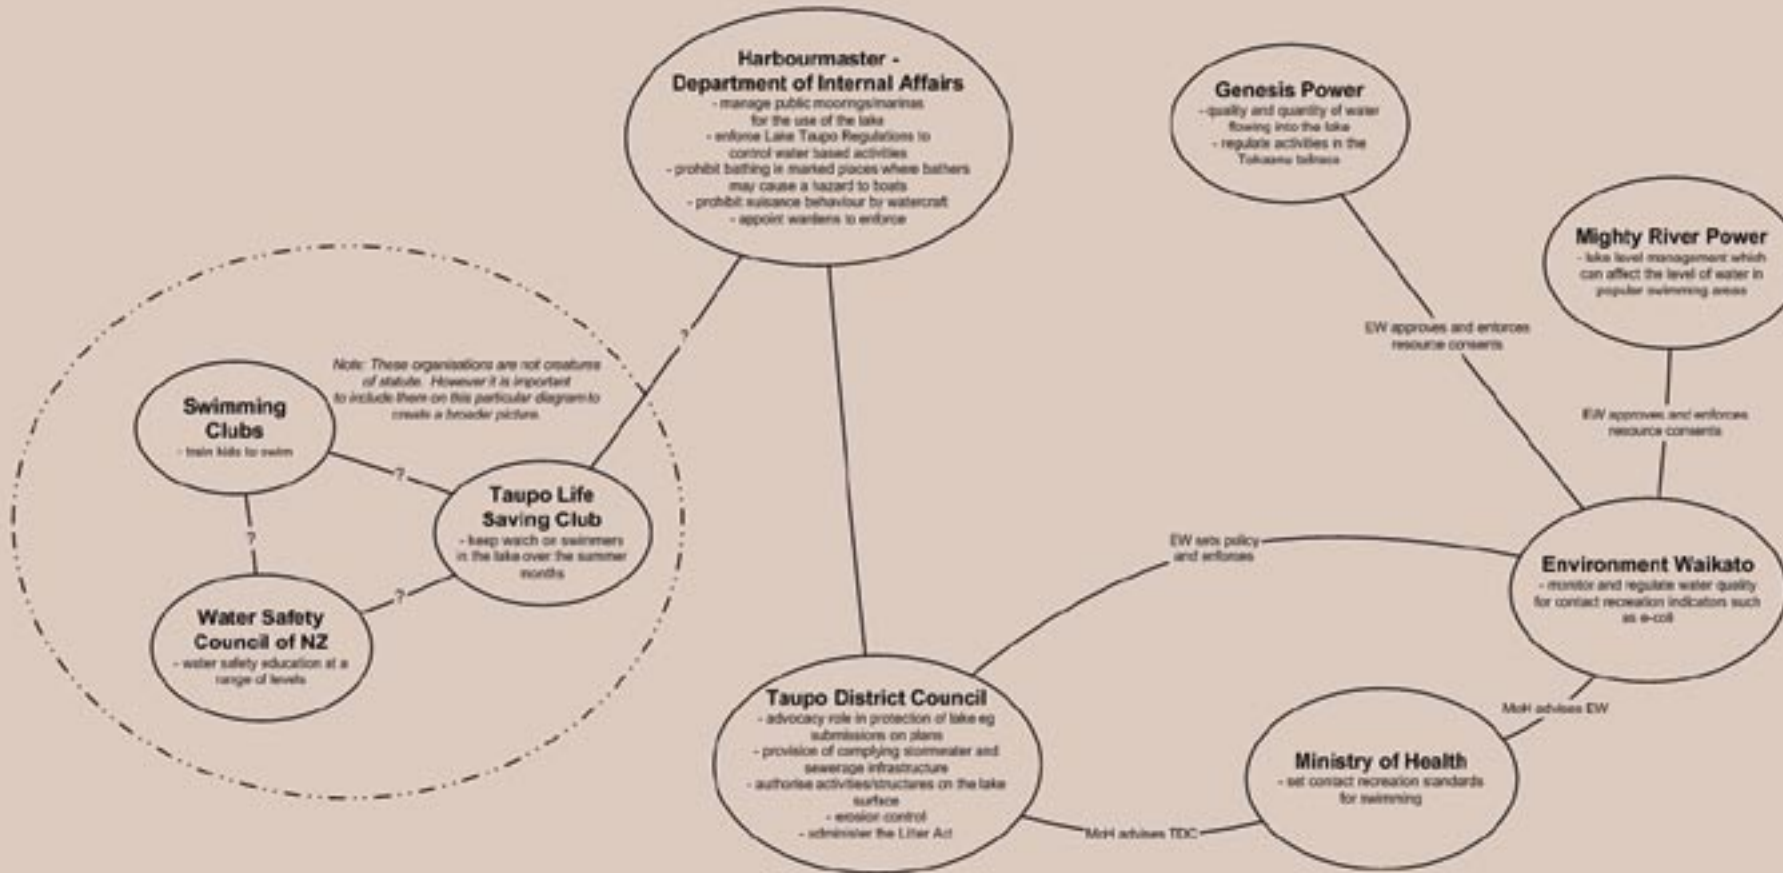 Harbourmaster -
Department of Internal Affairs
- manage public moorings/marinas
for the use of the lake
- enforce Lake Taupo Regulations to
control water based activities
- prohibit bathing in marked places where bathers
may cause a hazard to boats
- prohibit nuisance behaviour by watercraft
- appoint wardens to enforce
Genesis Power
- quality and quantity of water
flowing into the lake
- regulate activities in the
Tokaanu tailrace
Mighty River Power
- lake level management which
can affect the level of water in
popular swimming areas
EW approves and enforces
resource consents
EW approves and enforces
resource consents
?
Note: These organisations are not creatures
of statute. However it is important
to include them on this particular diagram to
create a broader picture.
Swimming
Clubs
- train kids to swim
?
Taupo Life
Saving Club
- keep watch on swimmers
in the lake over the summer
months
?
?
Water Safety
Council of NZ
- water safety education at a
range of levels
EW sets policy
and enforces
Environment Waikato
- monitor and regulate water quality
for contact recreation indicators such
as e-coli
Taupo District Council
- advocacy role in protection of lake eg
submissions on plans
- provision of complying stormwater and
sewerage infrastructure
- authorise activities/structures on the lake
surface
- erosion control
- administer the Litter Act
MoH advises EW
Ministry of Health
- set contact recreation standards
for swimming
MoH advises TDC